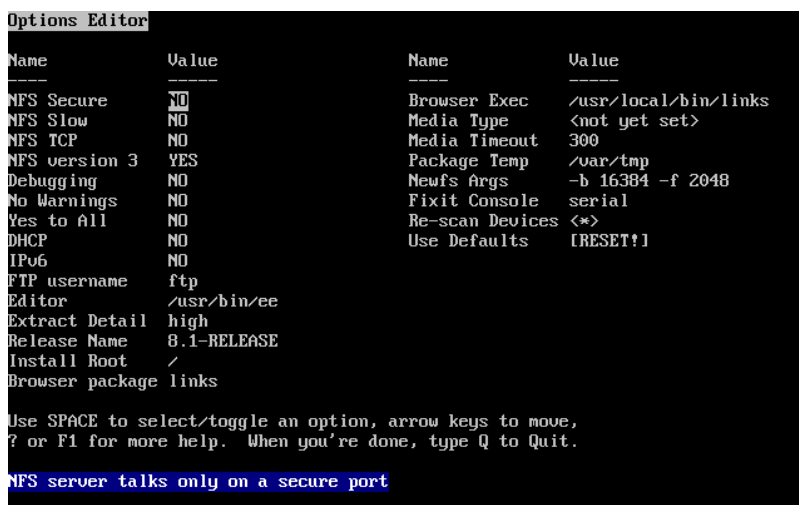 Options Editor
Name Value Name Value
---- ----- ---- -----
NFS Secure NO Browser Exec /usr/local/bin/links
NFS Slow NO Media Type <not yet set>
NFS TCP NO Media Timeout 300
NFS version 3 YES Package Temp /var/tmp
Debugging NO Newfs Args -b 16384 -f 2048
No Warnings NO Fixit Console serial
Yes to All NO Re-scan Devices <*>
DHCP NO Use Defaults [RESET!]
IPv6 NO
FTP username ftp
Editor /usr/bin/ee
Extract Detail high
Release Name 8.1-RELEASE
Install Root /
Browser package links
Use SPACE to select/toggle an option, arrow keys to move,
? or F1 for more help. When you're done, type Q to Quit.
NFS server talks only on a secure port